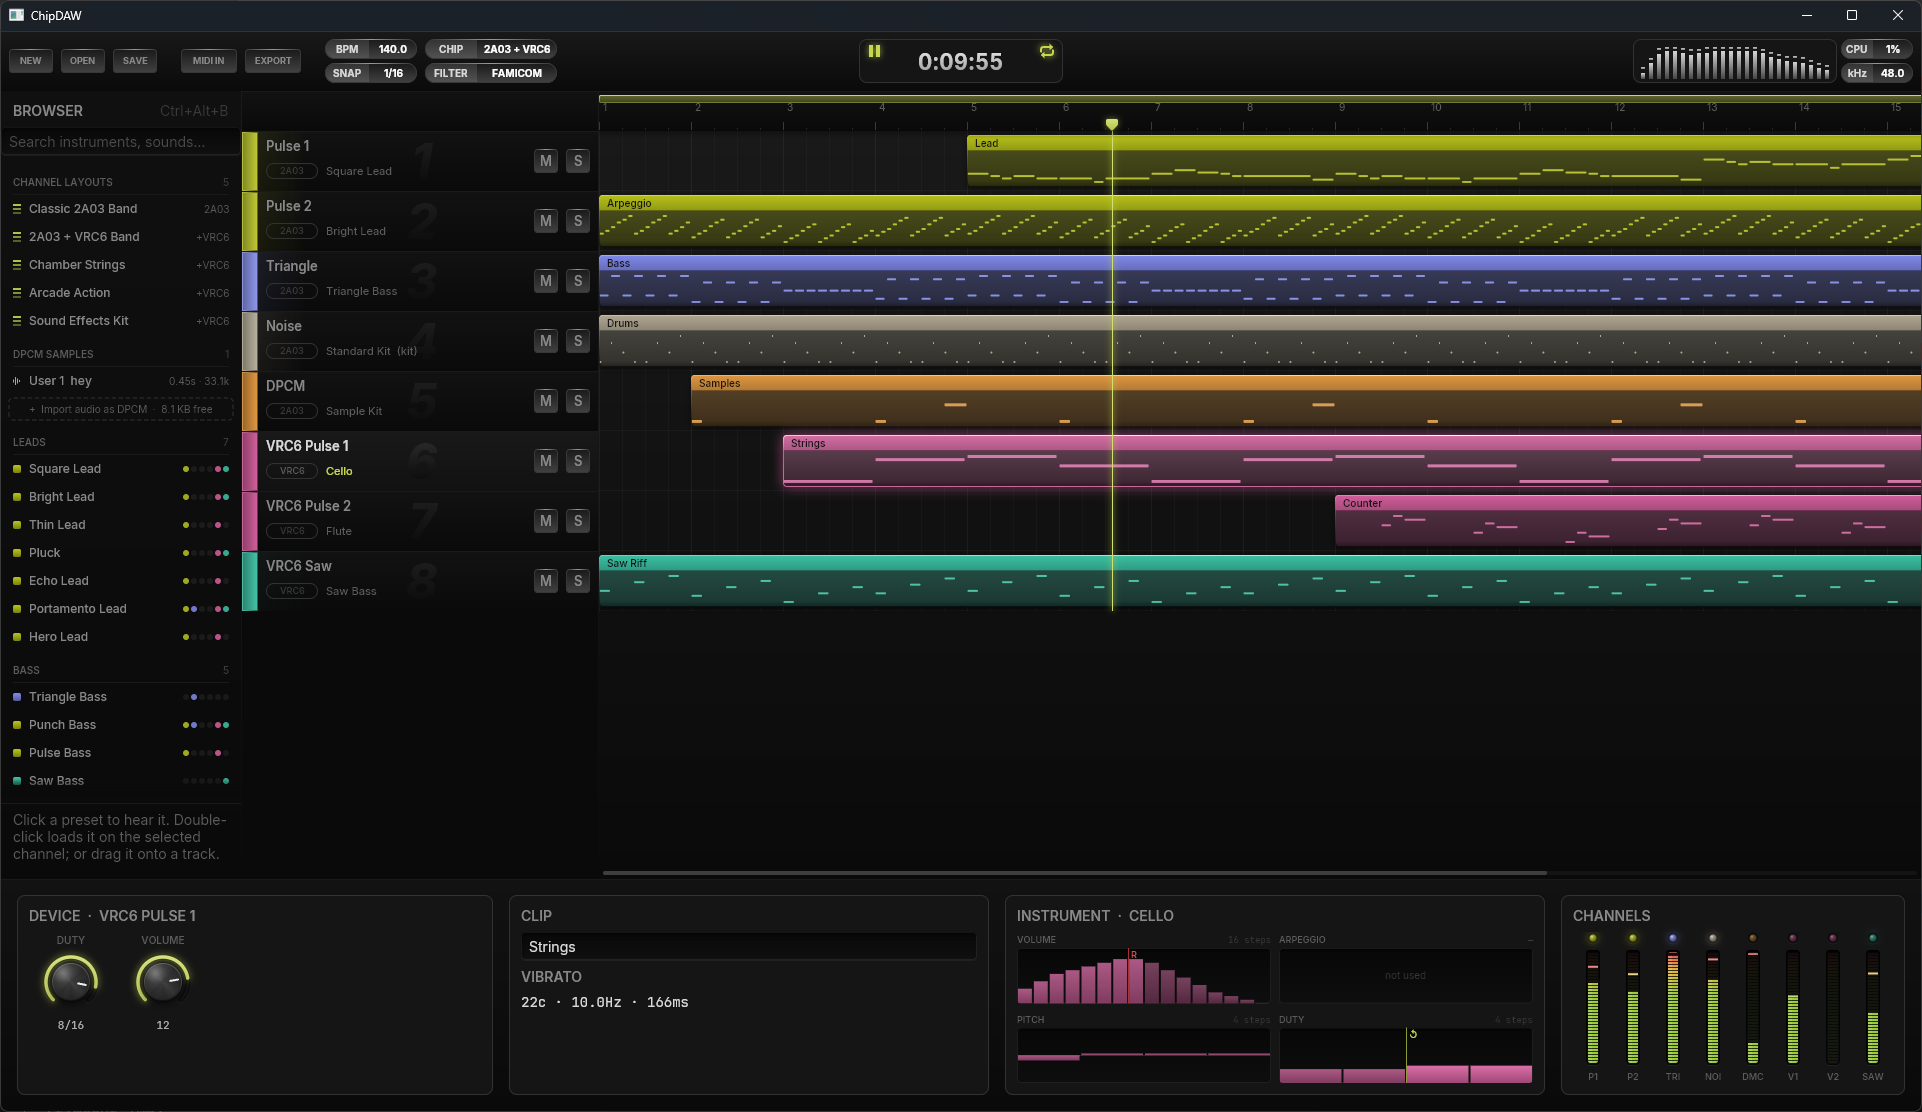 ChipDAW
NEW OPEN SAVE MIDI IN EXPORT
BPM 140.0 CHIP 2A03 + VRC6
SNAP 1/16 FILTER FAMICOM
0:09:55
CPU 1%
kHz 48.0
BROWSER Ctrl+Alt+B
Search instruments, sounds...
CHANNEL LAYOUTS 5
Classic 2A03 Band 2A03
2A03 + VRC6 Band +VRC6
Chamber Strings +VRC6
Arcade Action +VRC6
Sound Effects Kit +VRC6
DPCM SAMPLES 1
User 1 hey 0.45s · 33.1k
+ Import audio as DPCM · 8.1 KB free
LEADS 7
Square Lead
Bright Lead
Thin Lead
Pluck
Echo Lead
Portamento Lead
Hero Lead
BASS 5
Triangle Bass
Punch Bass
Pulse Bass
Saw Bass
Click a preset to hear it. Double-
click loads it on the selected
channel; or drag it onto a track.
1 2 3 4 5 6 7 8 9 10 11 12 13 14 15
Pulse 1 1 M S
2A03 Square Lead
Lead
Pulse 2 2 M S
2A03 Bright Lead
Arpeggio
Triangle 3 M S
2A03 Triangle Bass
Bass
Noise 4 M S
2A03 Standard Kit (kit)
Drums
DPCM 5 M S
2A03 Sample Kit
Samples
VRC6 Pulse 1 6 M S
VRC6 Cello
Strings
VRC6 Pulse 2 7 M S
VRC6 Flute
Counter
VRC6 Saw 8 M S
VRC6 Saw Bass
Saw Riff
DEVICE · VRC6 PULSE 1
DUTY VOLUME
8/16 12
CLIP
Strings
VIBRATO
22c · 10.0Hz · 166ms
INSTRUMENT · CELLO
VOLUME 16 steps ARPEGGIO –
R
not used
PITCH 4 steps DUTY 4 steps
CHANNELS
P1 P2 TRI NOI DMC V1 V2 SAW